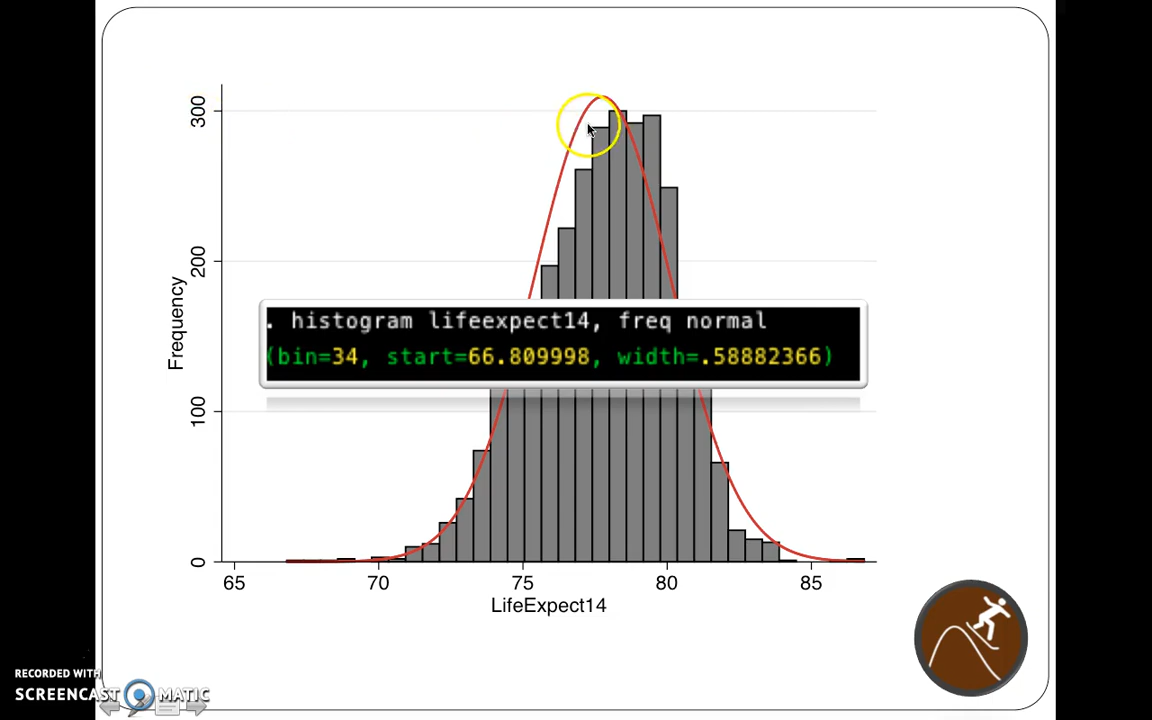 300
200
100
0
Frequency
. histogram lifeexpect14, freq normal
(bin=34, start=66.809998, width=.58882366)
65 70 75 80 85
LifeExpect14
RECORDED WITH
SCREENCAST MATIC